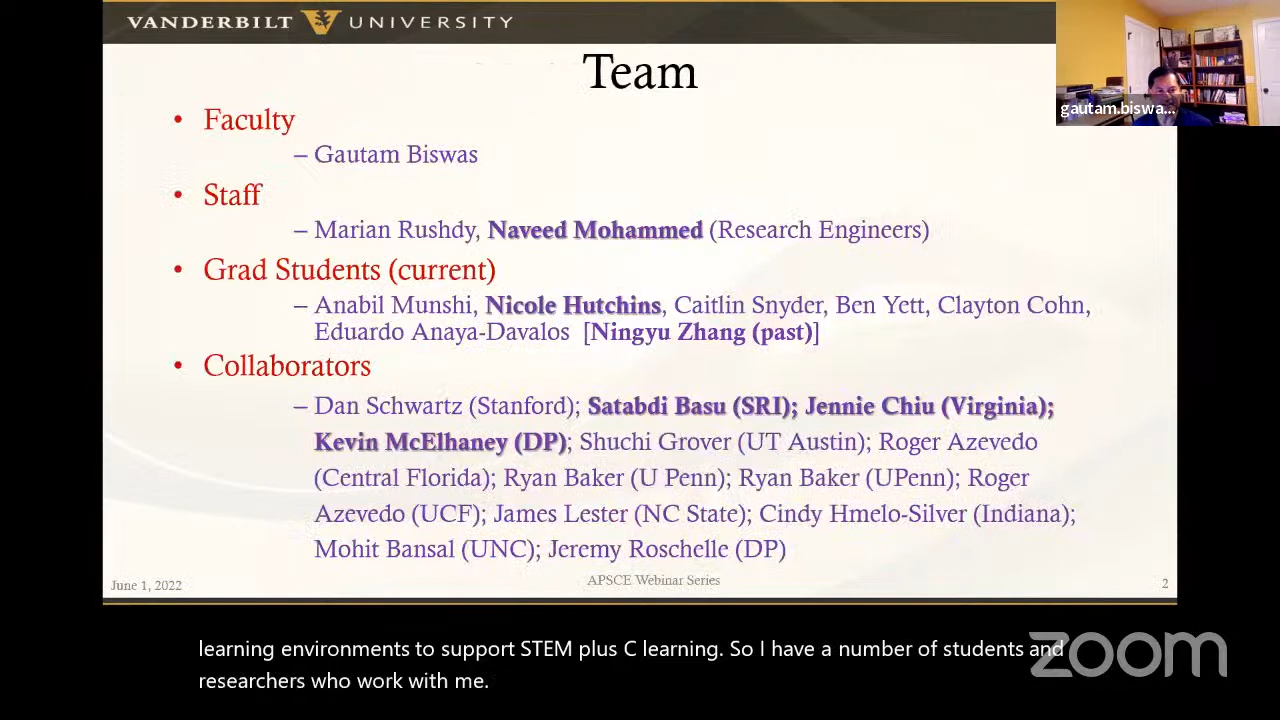 VANDERBILT UNIVERSITY
Team
gautam.biswa...
• Faculty
– Gautam Biswas
• Staff
– Marian Rushdy, Naveed Mohammed (Research Engineers)
• Grad Students (current)
– Anabil Munshi, Nicole Hutchins, Caitlin Snyder, Ben Yett, Clayton Cohn,
Eduardo Anaya-Davalos [Ningyu Zhang (past)]
• Collaborators
– Dan Schwartz (Stanford); Satabdi Basu (SRI); Jennie Chiu (Virginia);
Kevin McElhaney (DP); Shuchi Grover (UT Austin); Roger Azevedo
(Central Florida); Ryan Baker (U Penn); Ryan Baker (UPenn); Roger
Azevedo (UCF); James Lester (NC State); Cindy Hmelo-Silver (Indiana);
Mohit Bansal (UNC); Jeremy Roschelle (DP)
June 1, 2022
APSCE Webinar Series
2
learning environments to support STEM plus C learning. So I have a number of students and
researchers who work with me.
zoom